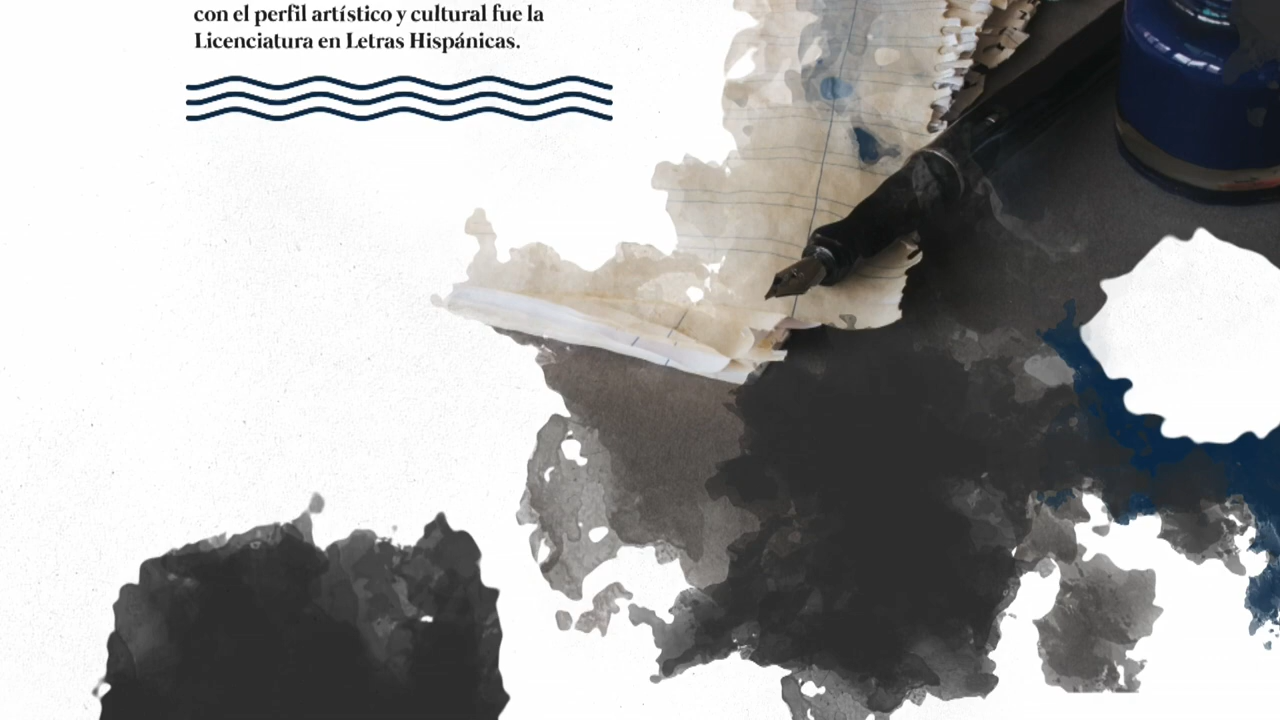 con el perfil artístico y cultural fue la
Licenciatura en Letras Hispánicas.